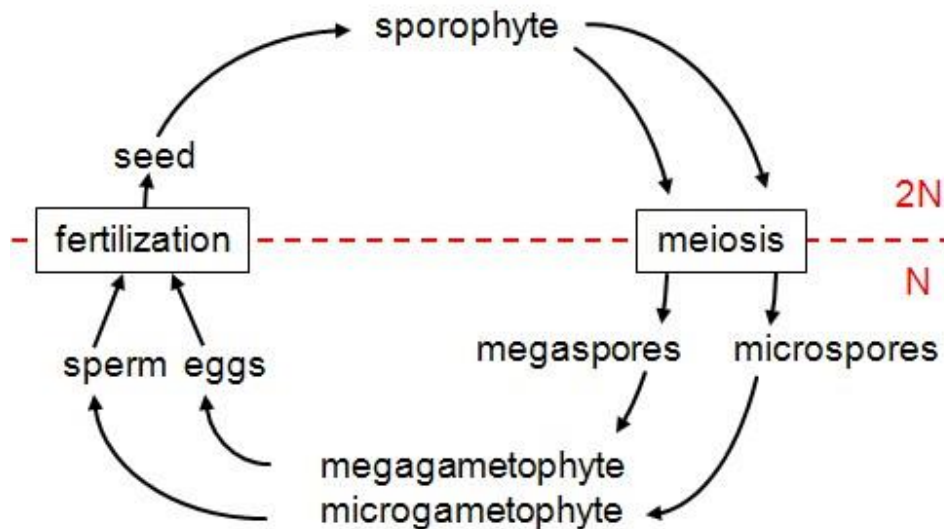 sporophyte
seed
2N
fertilization
meiosis
N
megaspores microspores
sperm eggs
megagametophyte
microgametophyte